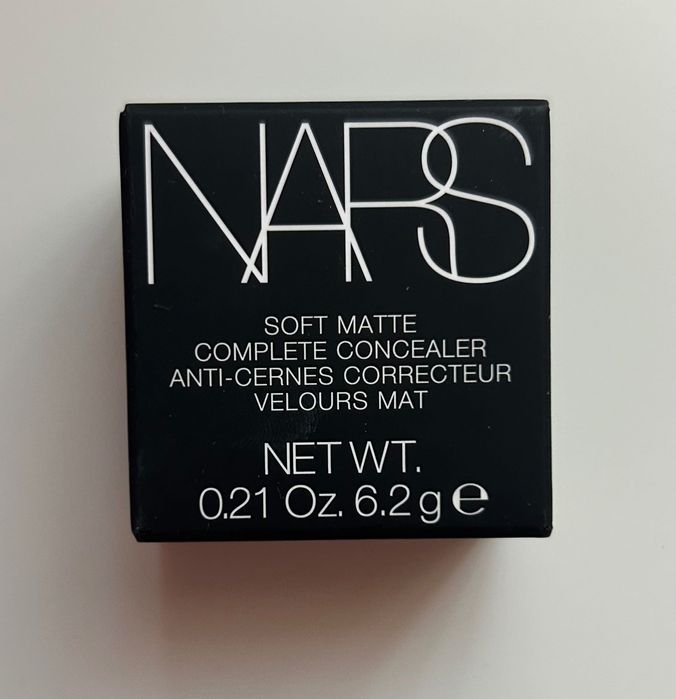 NARS
SOFT MATTE
COMPLETE CONCEALER
ANTI-CERNES CORRECTEUR
VELOURS MAT
NET WT.
0.21 Oz. 6.2 g ℮